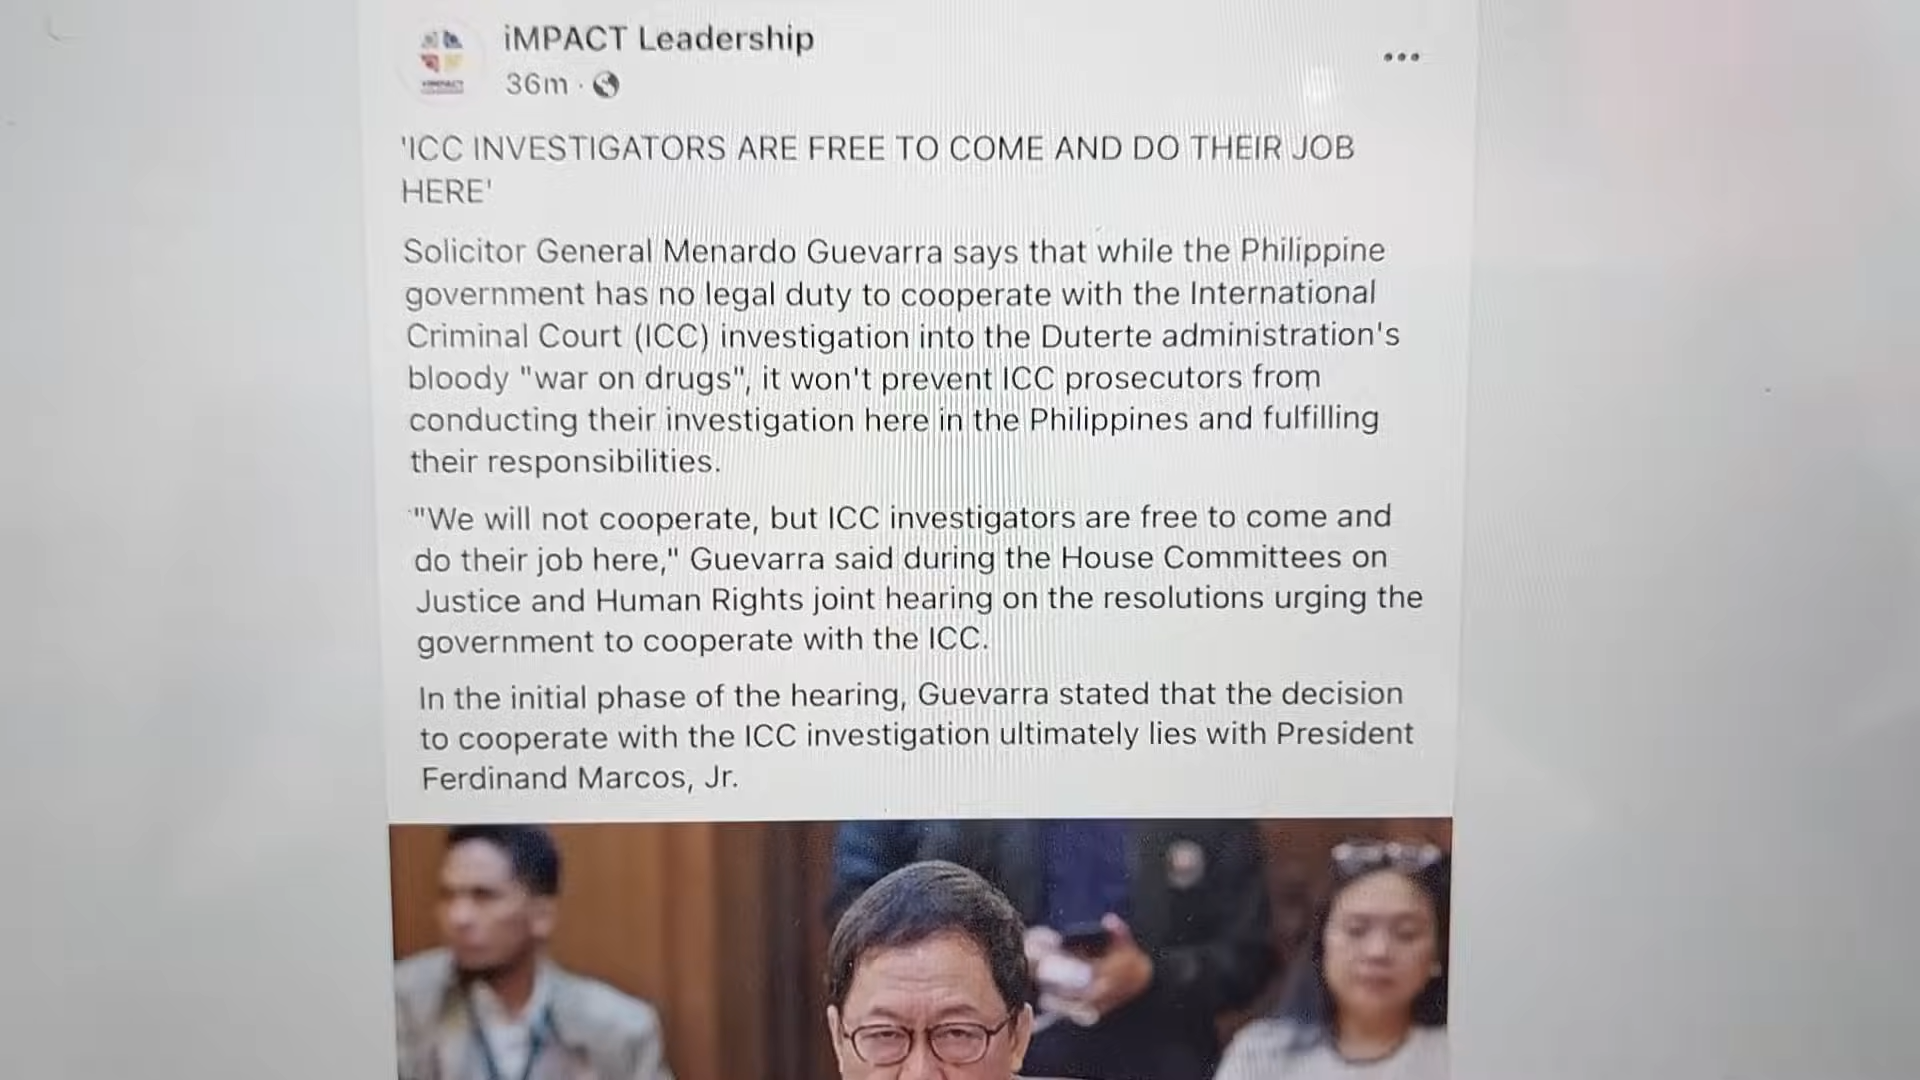 iMPACT Leadership
36m ·
'ICC INVESTIGATORS ARE FREE TO COME AND DO THEIR JOB
HERE'
Solicitor General Menardo Guevarra says that while the Philippine
government has no legal duty to cooperate with the International
Criminal Court (ICC) investigation into the Duterte administration's
bloody "war on drugs", it won't prevent ICC prosecutors from
conducting their investigation here in the Philippines and fulfilling
their responsibilities.
"We will not cooperate, but ICC investigators are free to come and
do their job here," Guevarra said during the House Committees on
Justice and Human Rights joint hearing on the resolutions urging the
government to cooperate with the ICC.
In the initial phase of the hearing, Guevarra stated that the decision
to cooperate with the ICC investigation ultimately lies with President
Ferdinand Marcos, Jr.